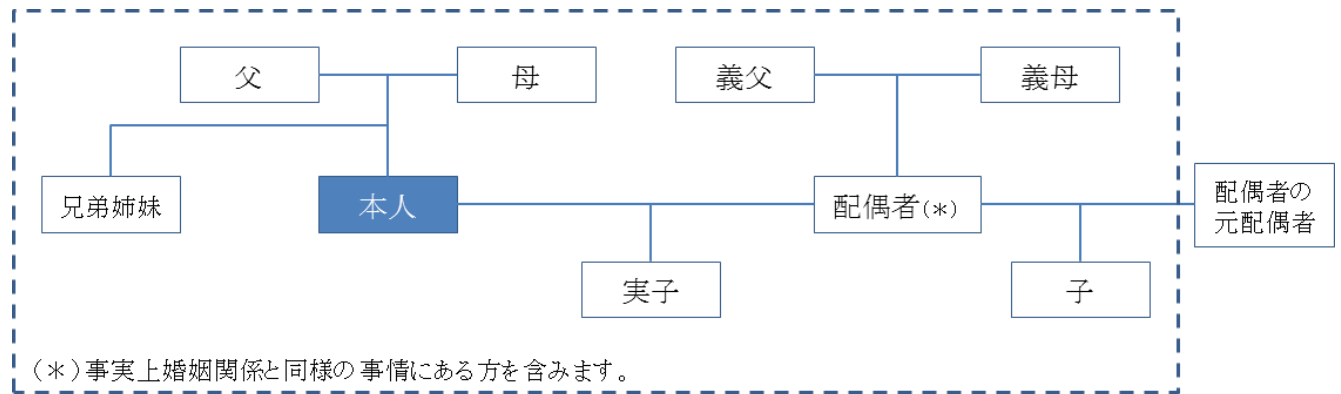 父
母
義父
義母
兄弟姉妹
本人
配偶者(*)
配偶者の
元配偶者
実子
子
(*)事実上婚姻関係と同様の事情にある方を含みます。